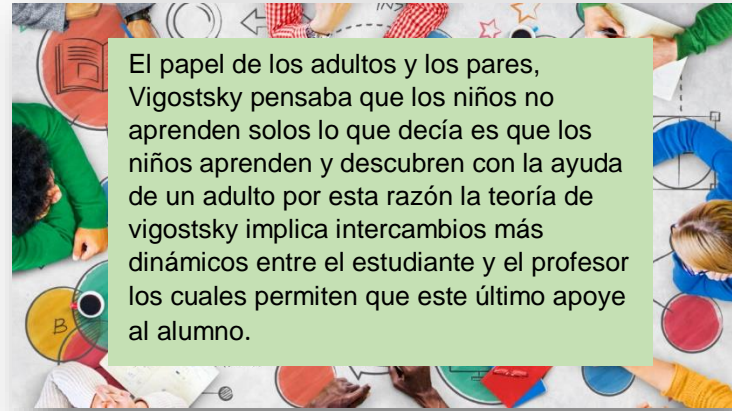 INS
El papel de los adultos y los pares,
Vigostsky pensaba que los niños no
aprenden solos lo que decía es que los
niños aprenden y descubren con la ayuda
de un adulto por esta razón la teoría de
vigostsky implica intercambios más
dinámicos entre el estudiante y el profesor
los cuales permiten que este último apoye
al alumno.
B